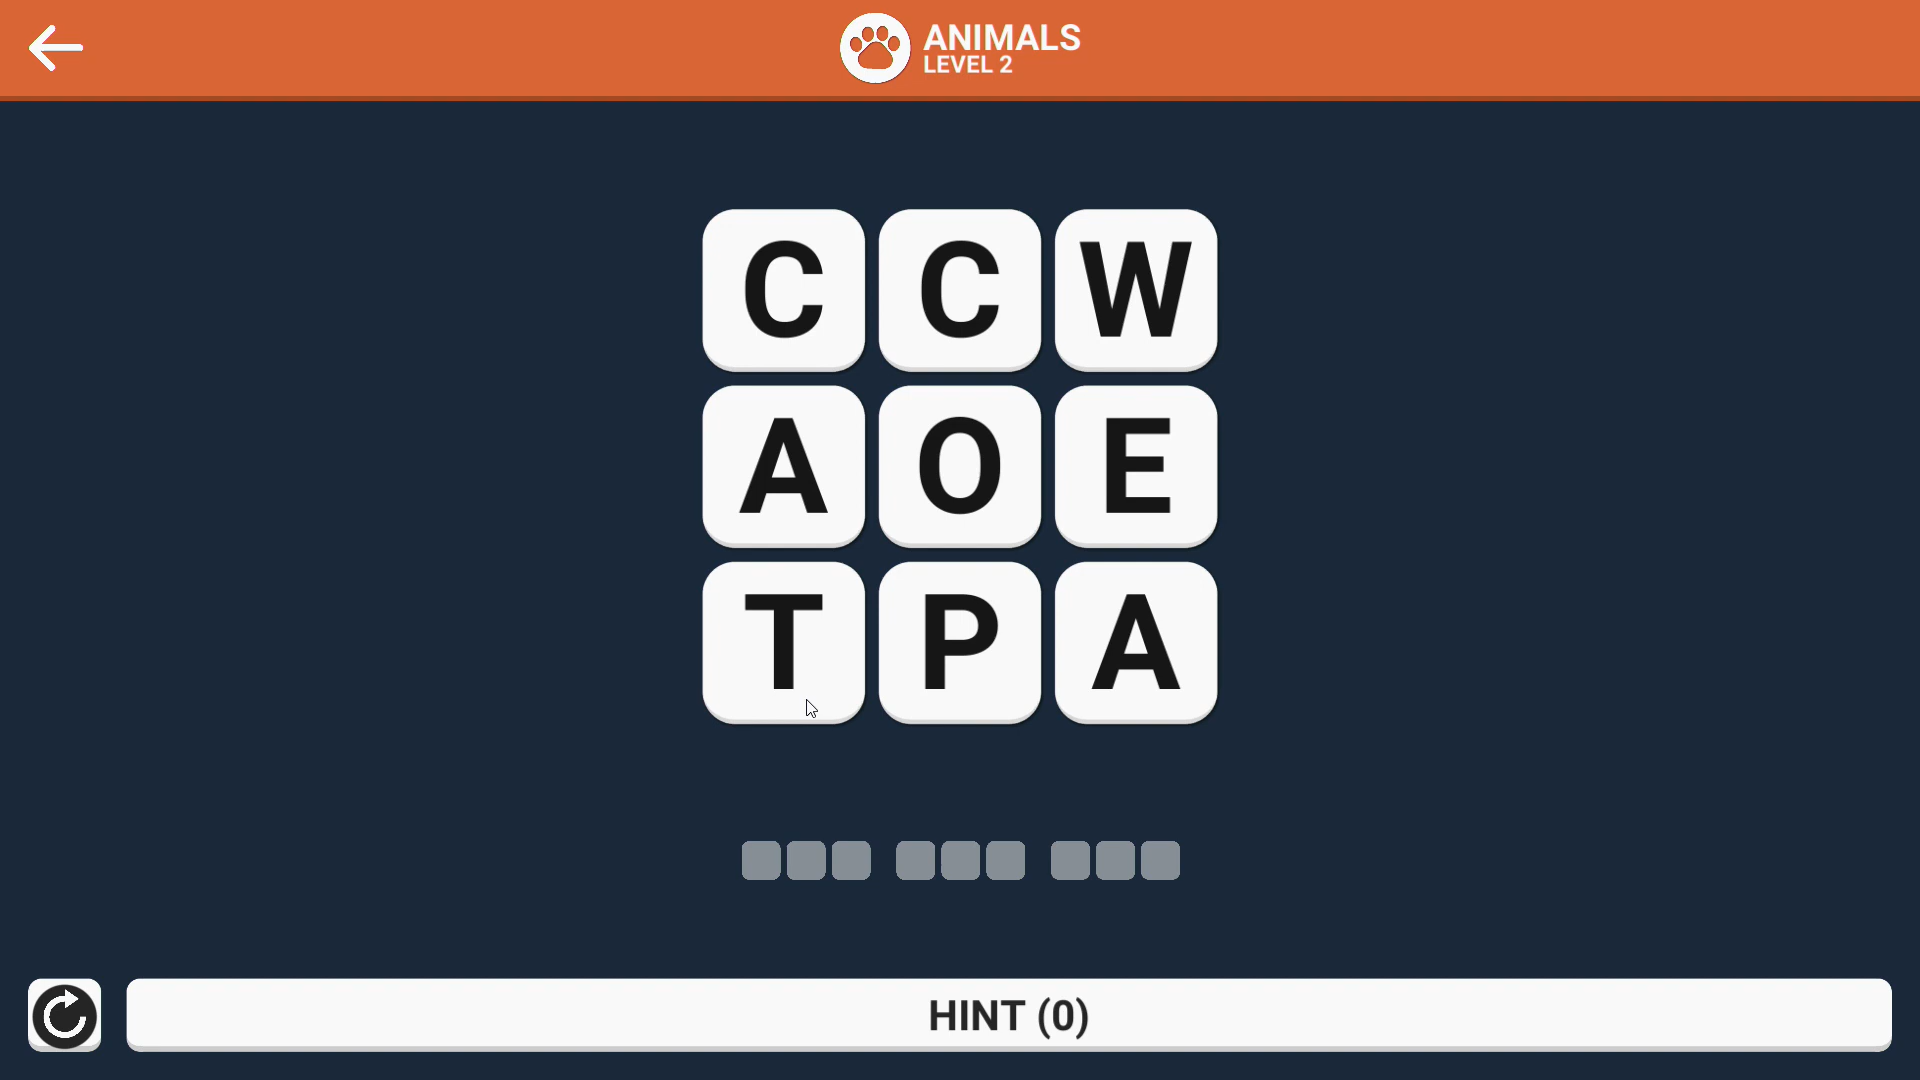 ANIMALS
LEVEL 2
C C W
A O E
T P A
HINT (0)